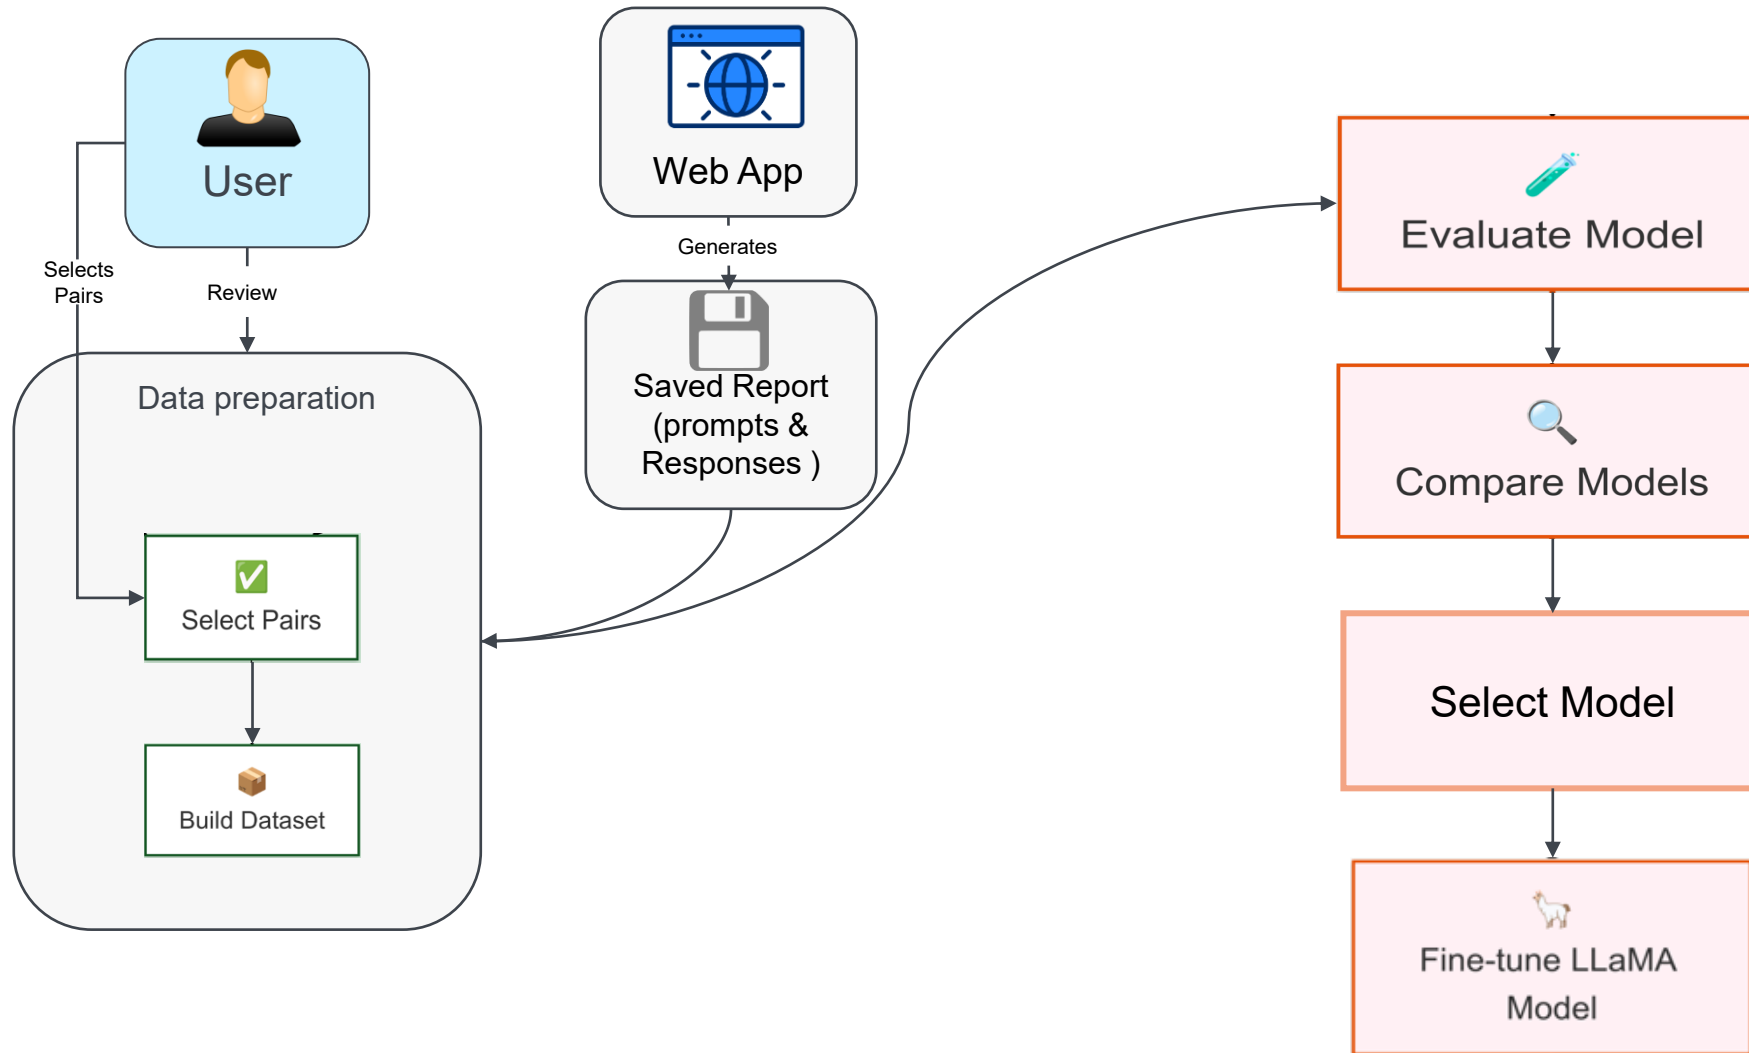 User
Web App
Selects
Pairs
Review
Generates
Data preparation
Saved Report
(prompts &
Responses )
Select Pairs
Build Dataset
Evaluate Model
Compare Models
Select Model
Fine-tune LLaMA
Model